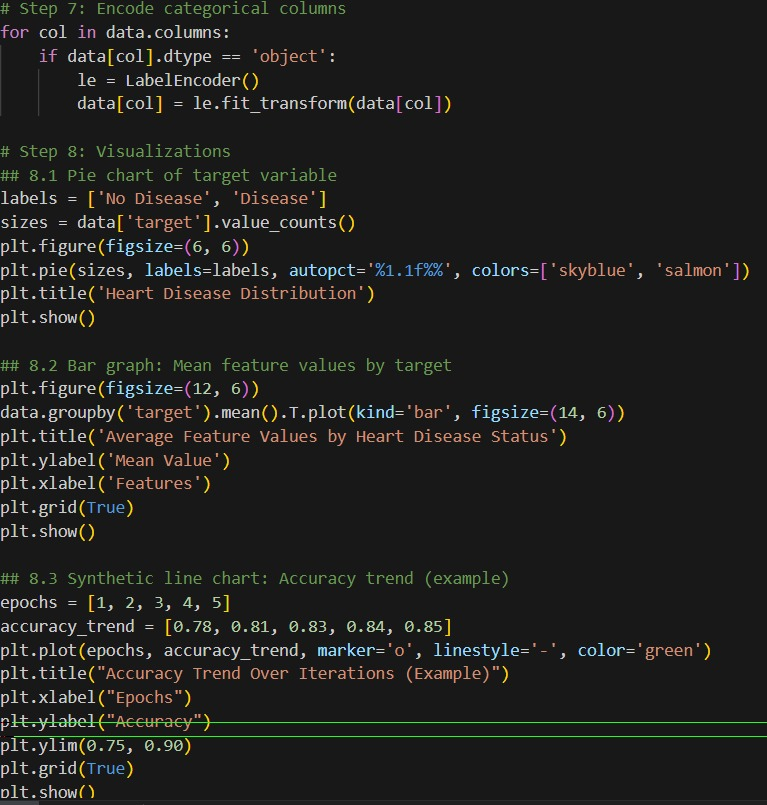 # Step 7: Encode categorical columns
for col in data.columns:
    if data[col].dtype == 'object':
        le = LabelEncoder()
        data[col] = le.fit_transform(data[col])

# Step 8: Visualizations
## 8.1 Pie chart of target variable
labels = ['No Disease', 'Disease']
sizes = data['target'].value_counts()
plt.figure(figsize=(6, 6))
plt.pie(sizes, labels=labels, autopct='%1.1f%%', colors=['skyblue', 'salmon'])
plt.title('Heart Disease Distribution')
plt.show()

## 8.2 Bar graph: Mean feature values by target
plt.figure(figsize=(12, 6))
data.groupby('target').mean().T.plot(kind='bar', figsize=(14, 6))
plt.title('Average Feature Values by Heart Disease Status')
plt.ylabel('Mean Value')
plt.xlabel('Features')
plt.grid(True)
plt.show()

## 8.3 Synthetic line chart: Accuracy trend (example)
epochs = [1, 2, 3, 4, 5]
accuracy_trend = [0.78, 0.81, 0.83, 0.84, 0.85]
plt.plot(epochs, accuracy_trend, marker='o', linestyle='-', color='green')
plt.title("Accuracy Trend Over Iterations (Example)")
plt.xlabel("Epochs")
plt.ylabel("Accuracy")
plt.ylim(0.75, 0.90)
plt.grid(True)
plt.show()